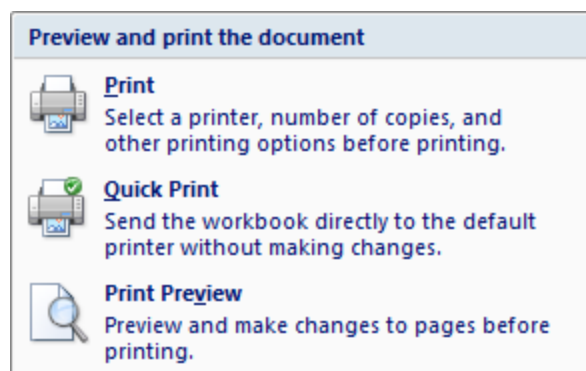 Preview and print the document
Print
Select a printer, number of copies, and
other printing options before printing.
Quick Print
Send the workbook directly to the default
printer without making changes.
Print Preview
Preview and make changes to pages before
printing.